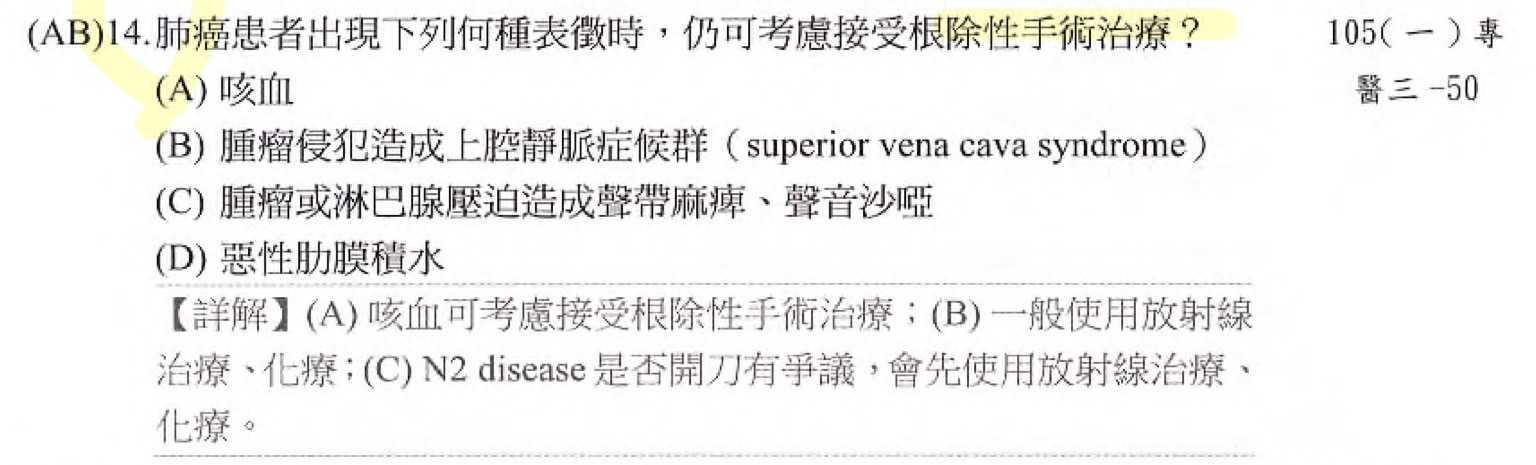 (AB)14.肺癌患者出現下列何種表徵時，仍可考慮接受根除性手術治療？
105(一)專
醫三-50
(A) 咳血
(B) 腫瘤侵犯造成上腔靜脈症候群（superior vena cava syndrome）
(C) 腫瘤或淋巴腺壓迫造成聲帶麻痺、聲音沙啞
(D) 惡性肋膜積水
【詳解】(A) 咳血可考慮接受根除性手術治療；(B) 一般使用放射線
治療、化療；(C) N2 disease 是否開刀有爭議，會先使用放射線治療、
化療。